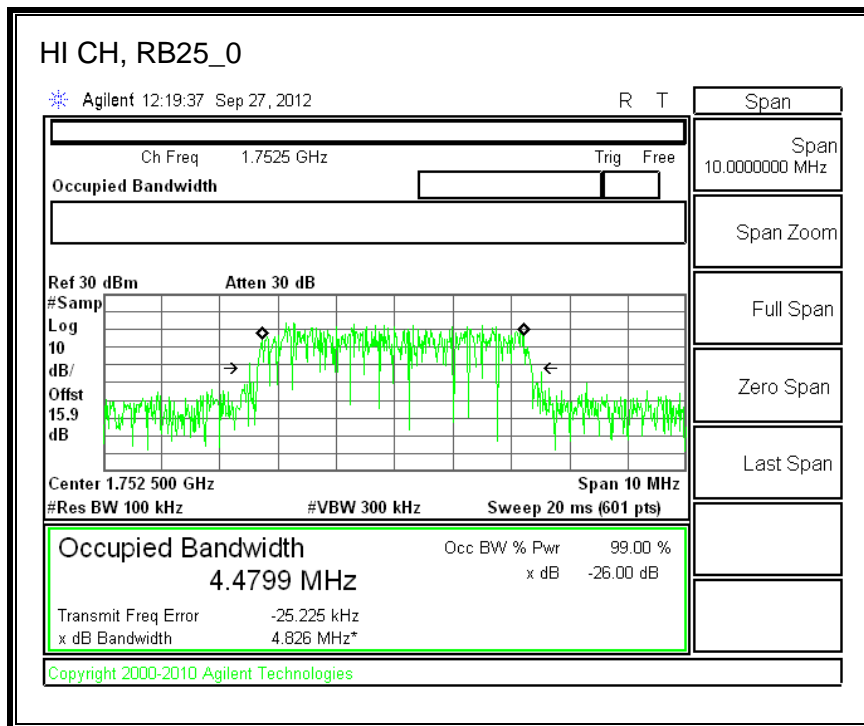 HI CH, RB25_0
Agilent 12:19:37 Sep 27, 2012 R T
Span
Ch Freq 1.7525 GHz Trig Free
Occupied Bandwidth
Span
10.0000000 MHz
Span Zoom
Full Span
Zero Span
Last Span
Ref 30 dBm Atten 30 dB
#Samp
Log
10
dB/
Offst
15.9
dB
Center 1.752 500 GHz Span 10 MHz
#Res BW 100 kHz #VBW 300 kHz Sweep 20 ms (601 pts)
Occupied Bandwidth Occ BW % Pwr 99.00 %
4.4799 MHz x dB -26.00 dB
Transmit Freq Error -25.225 kHz
x dB Bandwidth 4.826 MHz*
Copyright 2000-2010 Agilent Technologies